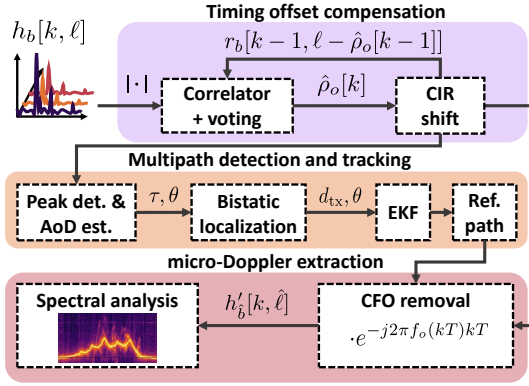 Timing offset compensation
h_b[k, ℓ]
r_b[k − 1, ℓ − ρ̂_o[k − 1]]
|·|
Correlator
+ voting
ρ̂_o[k]
CIR
shift
Multipath detection and tracking
Peak det. &
AoD est.
τ, θ
Bistatic
localization
d_tx, θ
EKF
Ref.
path
micro-Doppler extraction
Spectral analysis
h′_b̂[k, ℓ̂]
CFO removal
·e^{−j2πf_o(kT)kT}